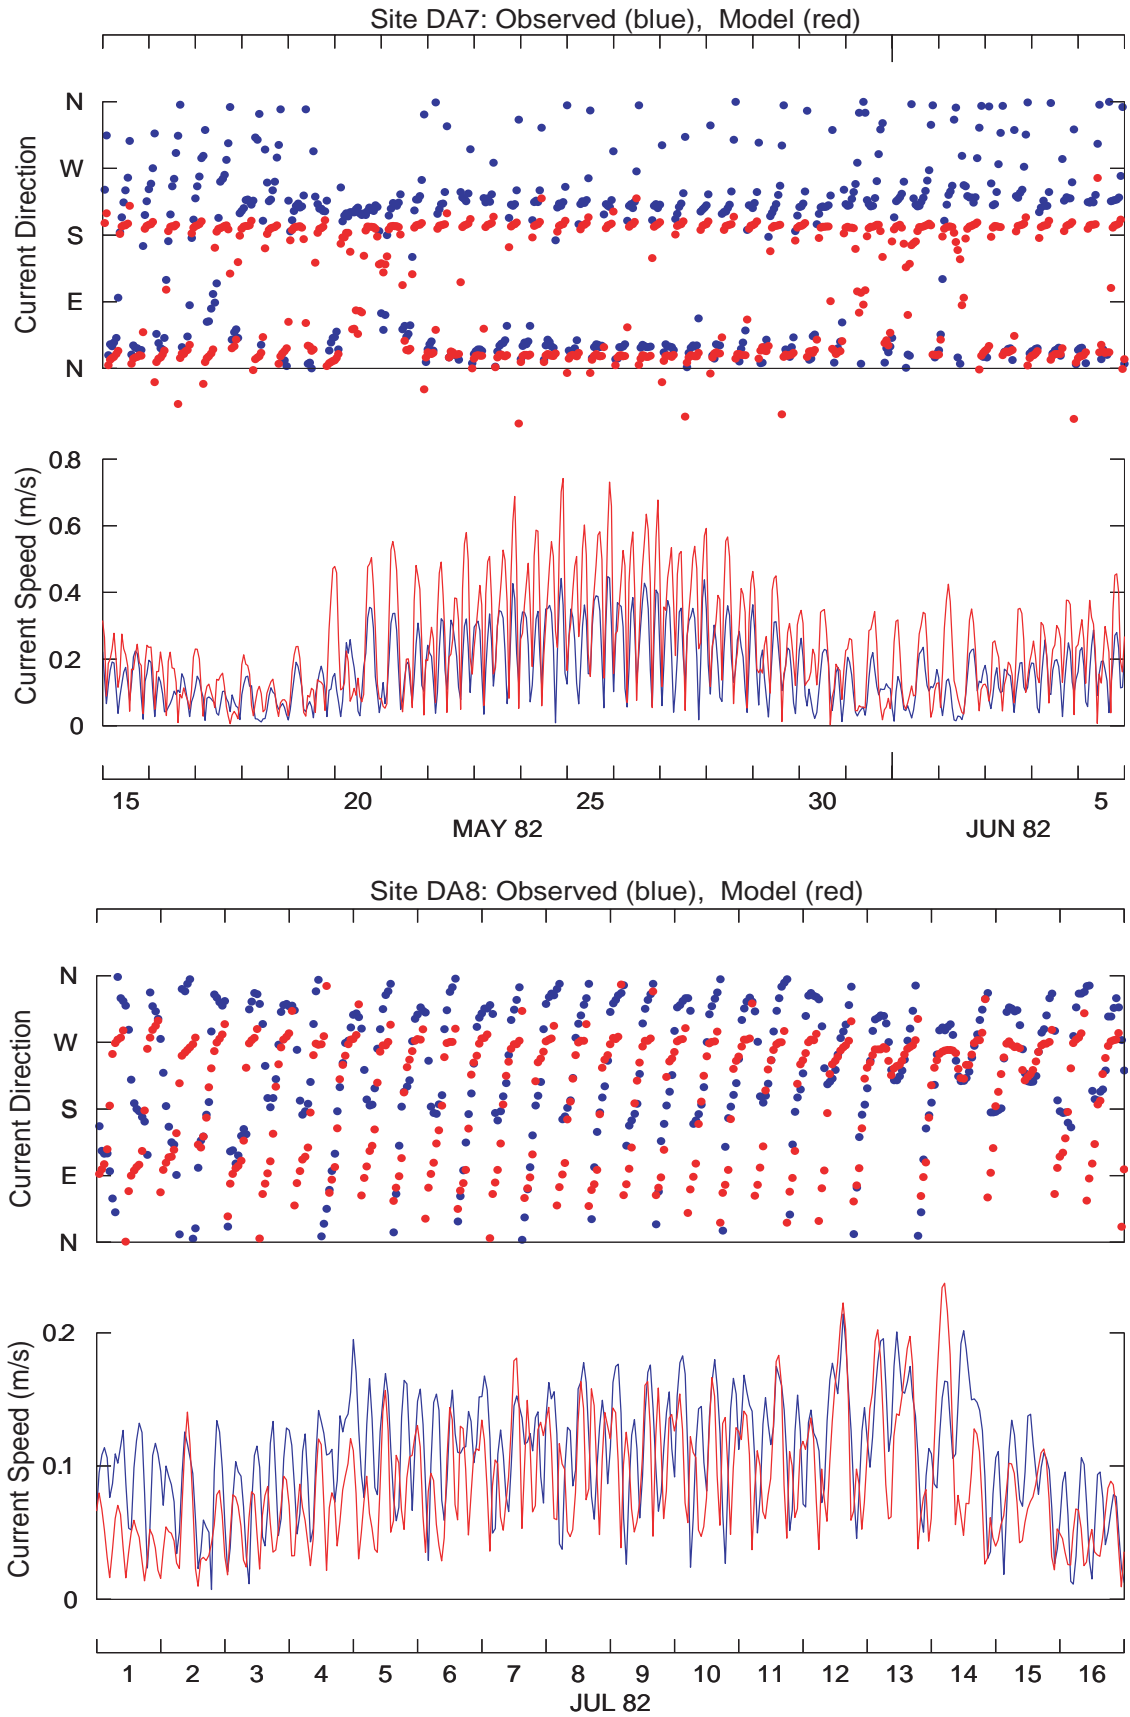 Site DA7: Observed (blue), Model (red)
N
W
S
E
N
Current Direction
0.8
0.6
0.4
0.2
0
Current Speed (m/s)
15 20 25 30 5
MAY 82 JUN 82
Site DA8: Observed (blue), Model (red)
N
W
S
E
N
Current Direction
0.2
0.1
0
Current Speed (m/s)
1 2 3 4 5 6 7 8 9 10 11 12 13 14 15 16
JUL 82